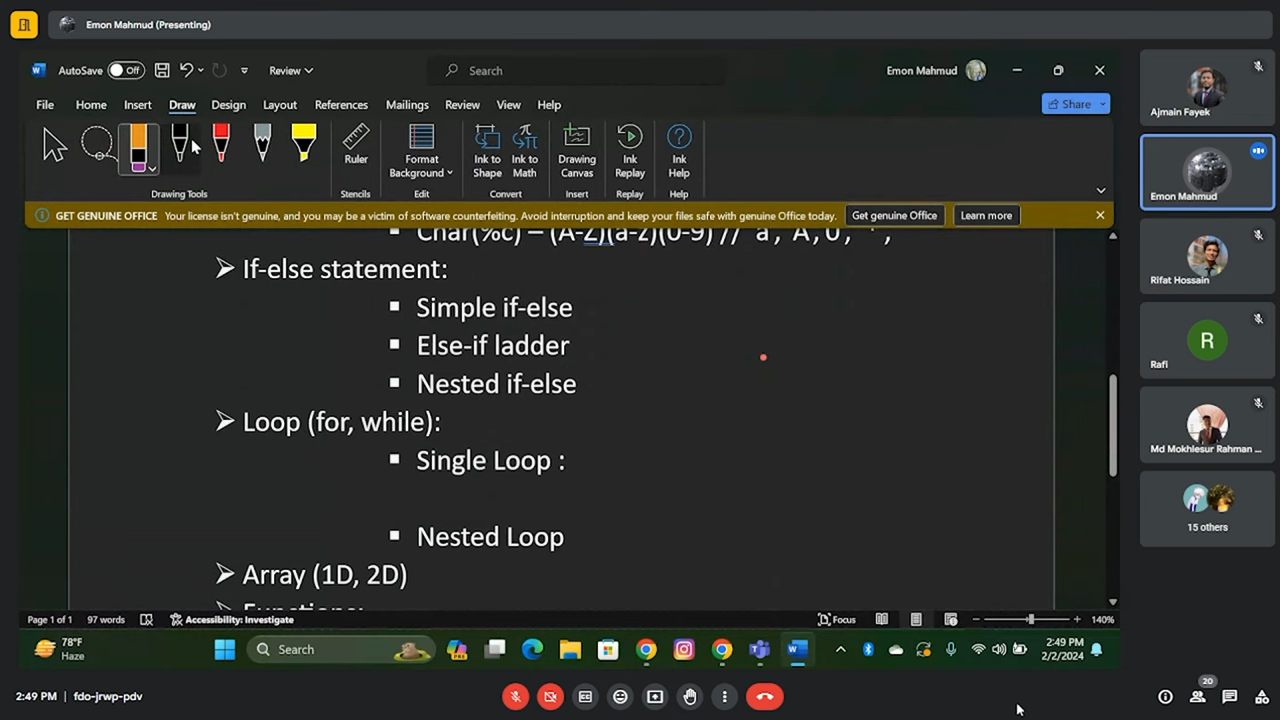 Emon Mahmud (Presenting)
AutoSave Off Review Search Emon Mahmud
File Home Insert Draw Design Layout References Mailings Review View Help Share
Ruler Format Background Ink to Shape Ink to Math Drawing Canvas Ink Replay Ink Help
Drawing Tools Stencils Edit Convert Insert Replay Help
GET GENUINE OFFICE Your license isn't genuine, and you may be a victim of software counterfeiting. Avoid interruption and keep your files safe with genuine Office today. Get genuine Office Learn more
Char(%c) – (A-Z)(a-z)(0-9) //
If-else statement:
Simple if-else
Else-if ladder
Nested if-else
Loop (for, while):
Single Loop :
Nested Loop
Array (1D, 2D)
Functions:
Page 1 of 1 97 words Accessibility: Investigate Focus 140%
78°F
Haze
Search
2:49 PM
2/2/2024
Ajmain Fayek
Emon Mahmud
Rifat Hossain
R
Rafi
Md Mokhlesur Rahman ...
15 others
2:49 PM | fdo-jrwp-pdv
20